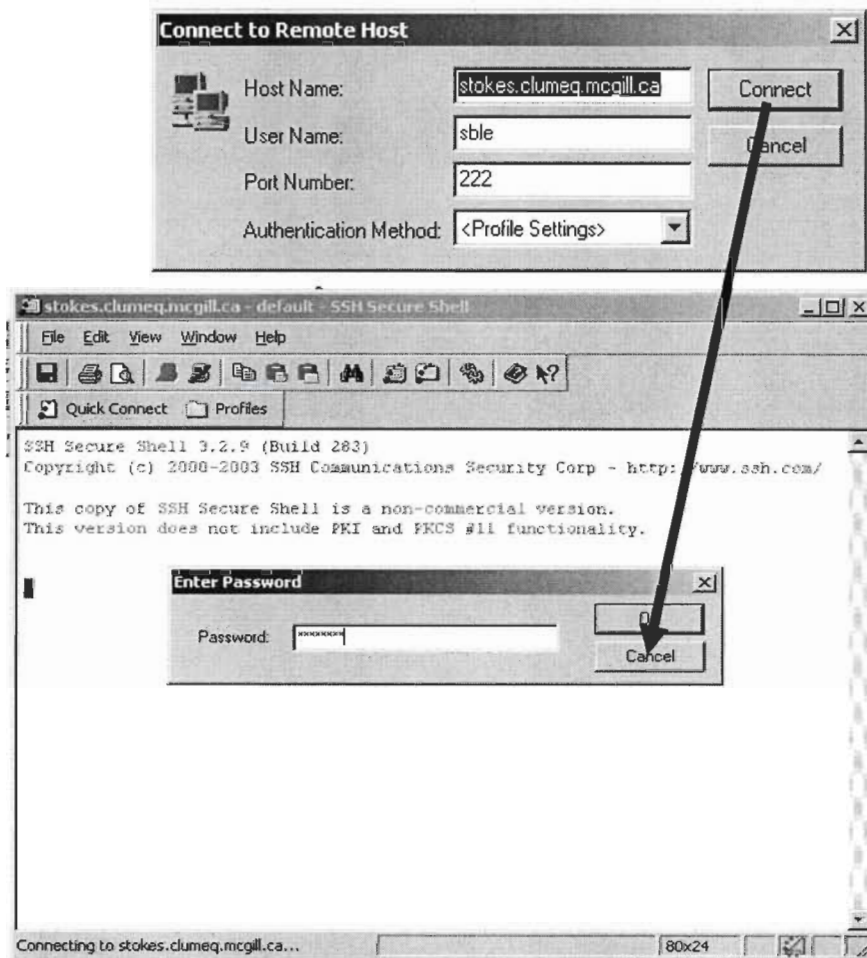 Connect to Remote Host
Host Name: stokes.clumeq.mcgill.ca Connect
User Name: sble Cancel
Port Number: 222
Authentication Method: <Profile Settings>
stokes.clumeq.mcgill.ca - default - SSH Secure Shell
File Edit View Window Help
Quick Connect Profiles
SSH Secure Shell 3.2.9 (Build 283)
Copyright (c) 2000-2003 SSH Communications Security Corp - http://www.ssh.com/
This copy of SSH Secure Shell is a non-commercial version.
This version does not include PKI and PKCS #11 functionality.
Enter Password
Password: *******
Cancel
Connecting to stokes.clumeq.mcgill.ca... 80x24